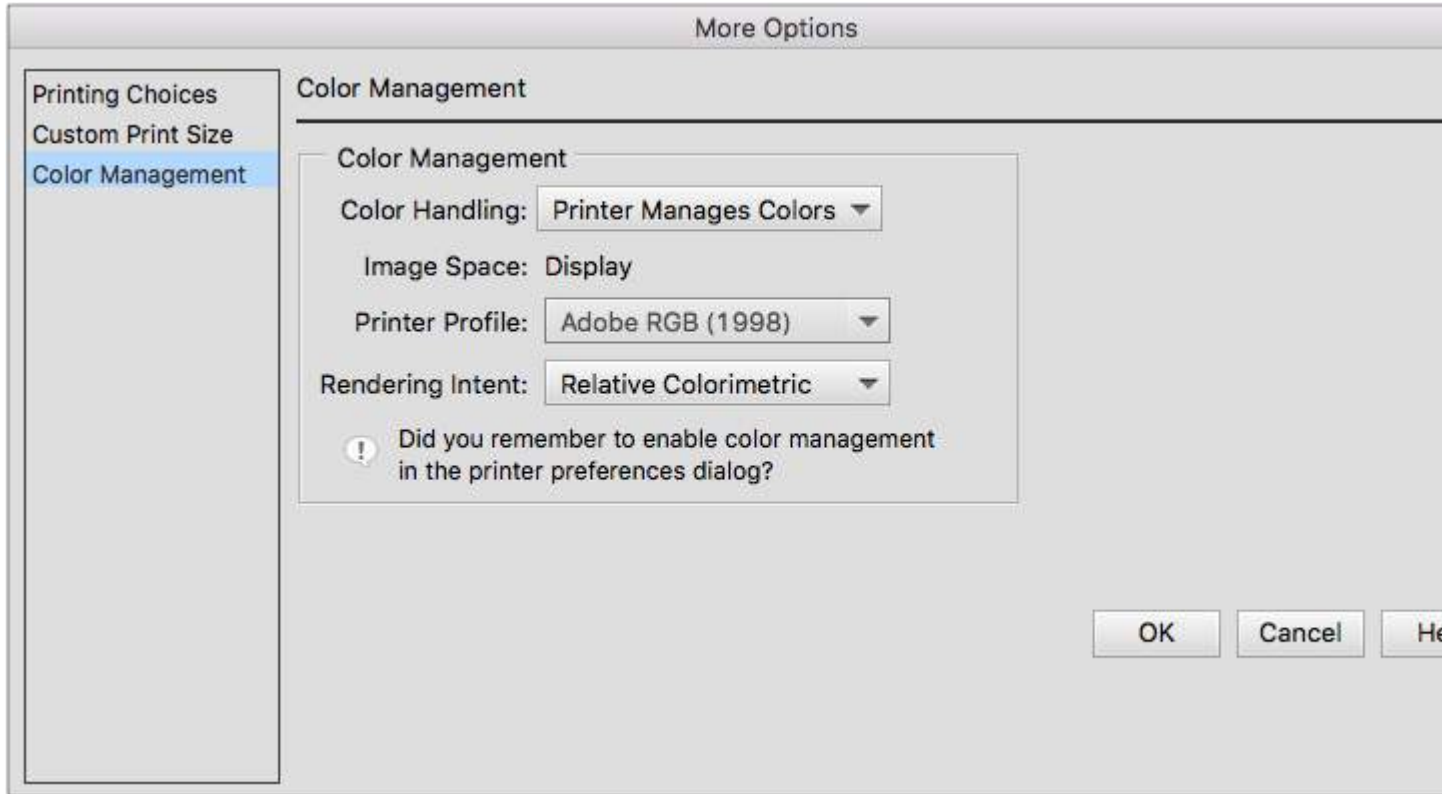 More Options
Printing Choices
Custom Print Size
Color Management
Color Management
Color Management
Color Handling: Printer Manages Colors
Image Space: Display
Printer Profile: Adobe RGB (1998)
Rendering Intent: Relative Colorimetric
! Did you remember to enable color management
in the printer preferences dialog?
OK Cancel